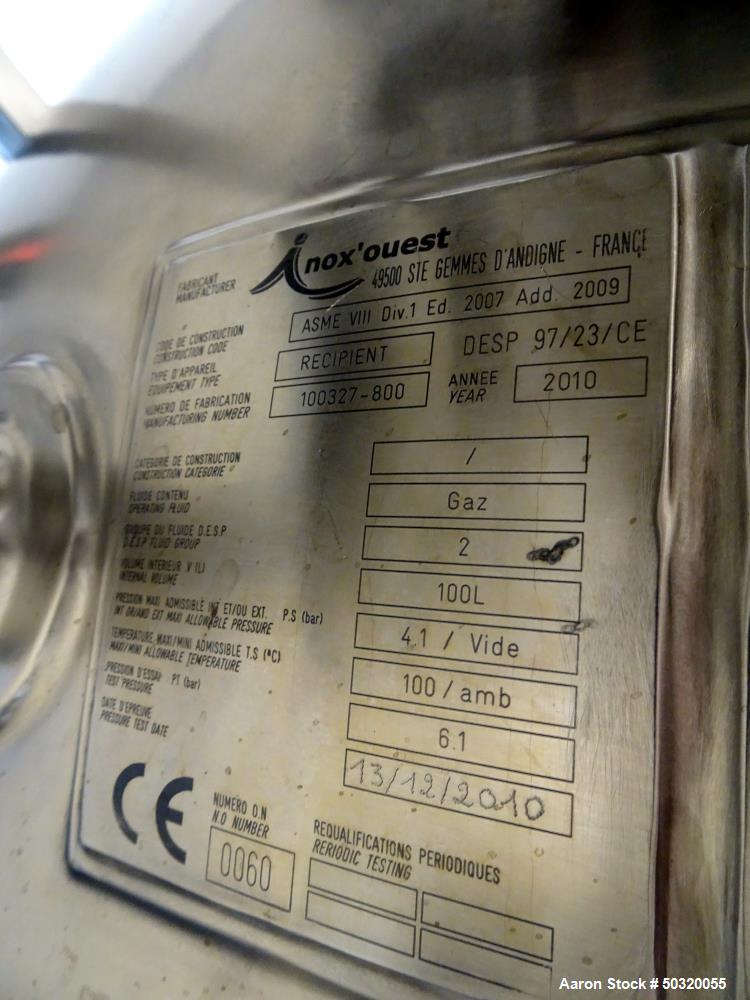 inox'ouest
FABRICANT
MANUFACTURER
49500 STE GEMMES D'ANDIGNE - FRANCE
CODE DE CONSTRUCTION
CONSTRUCTION CODE
ASME VIII Div.1 Ed. 2007 Add. 2009
TYPE D'APPAREIL
EQUIPEMENT TYPE
RECIPIENT
DESP 97/23/CE
NUMERO DE FABRICATION
MANUFACTURING NUMBER
100327-800
ANNEE
YEAR
2010
CATEGORIE DE CONSTRUCTION
CONSTRUCTION CATEGORIE
/
FLUIDE CONTENU
OPERATING FLUID
Gaz
GROUPE DU FLUIDE D.E.S.P
D.E.S.P FLUID GROUP
2
VOLUME INTERIEUR .V (L)
INTERNAL VOLUME
100L
PRESSION MAXI ADMISSIBLE INT ET/OU EXT. P.S (bar)
INT OR/AND EXT MAXI ALLOWABLE PRESSURE
4.1 / Vide
TEMPERATURE MAXI/MINI ADMISSIBLE T.S (°C)
MAXI/MINI ALLOWABLE TEMPERATURE
100 / amb
PRESSION D'ESSAI PT (bar)
TEST PRESSURE
6.1
DATE D'EPREUVE
PRESSURE TEST DATE
13/12/2010
CE
NUMERO O.N
N.O NUMBER
0060
REQUALIFICATIONS PERIODIQUES
RERIODIC TESTING
Aaron Stock # 50320055